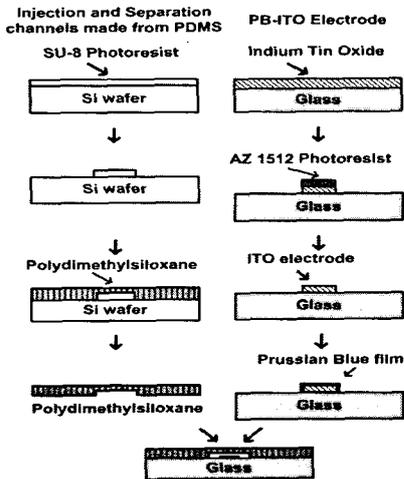 Injection and Separation
channels made from PDMS
SU-8 Photoresist
Si wafer
Si wafer
Polydimethylsiloxane
Si wafer
Polydimethylsiloxane
PB-ITO Electrode
Indium Tin Oxide
Glass
AZ 1512 Photoresist
Glass
ITO electrode
Glass
Prussian Blue film
Glass
Glass